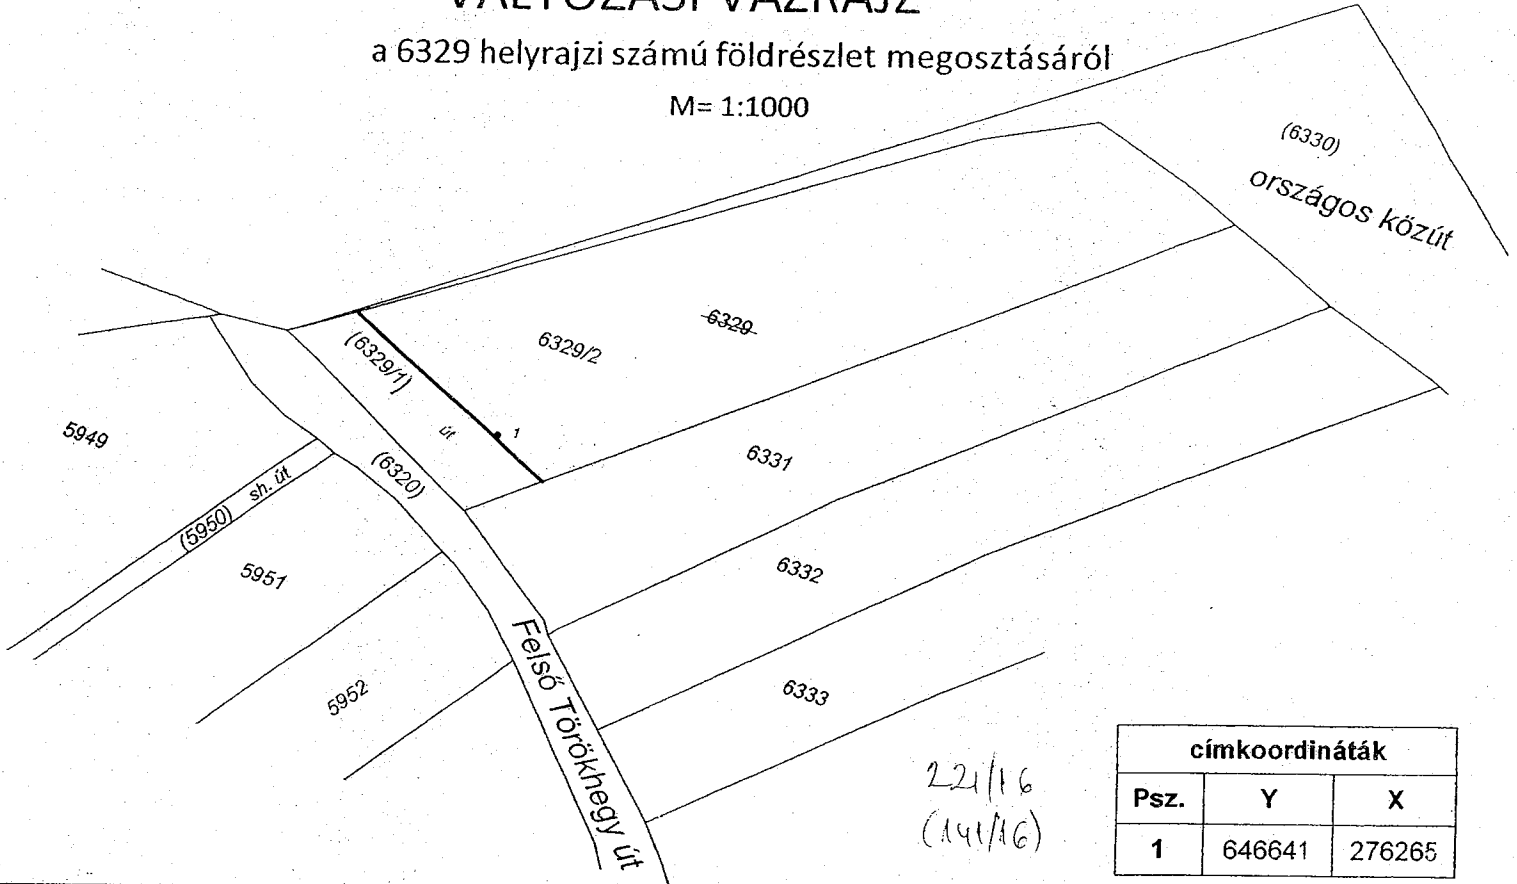 VÁLTOZÁSI VÁZRAJZ
a 6329 helyrajzi számú földrészlet megosztásáról
M= 1:1000
(6330)
országos közút
6329
6329/2
(6329/1)
út
1
5949
(6320)
sh. út
(5950)
6331
5951
6332
5952
6333
Felső Törökhegy út
221/16
(141/16)
címkoordináták
Psz. Y X
1 646641 276265